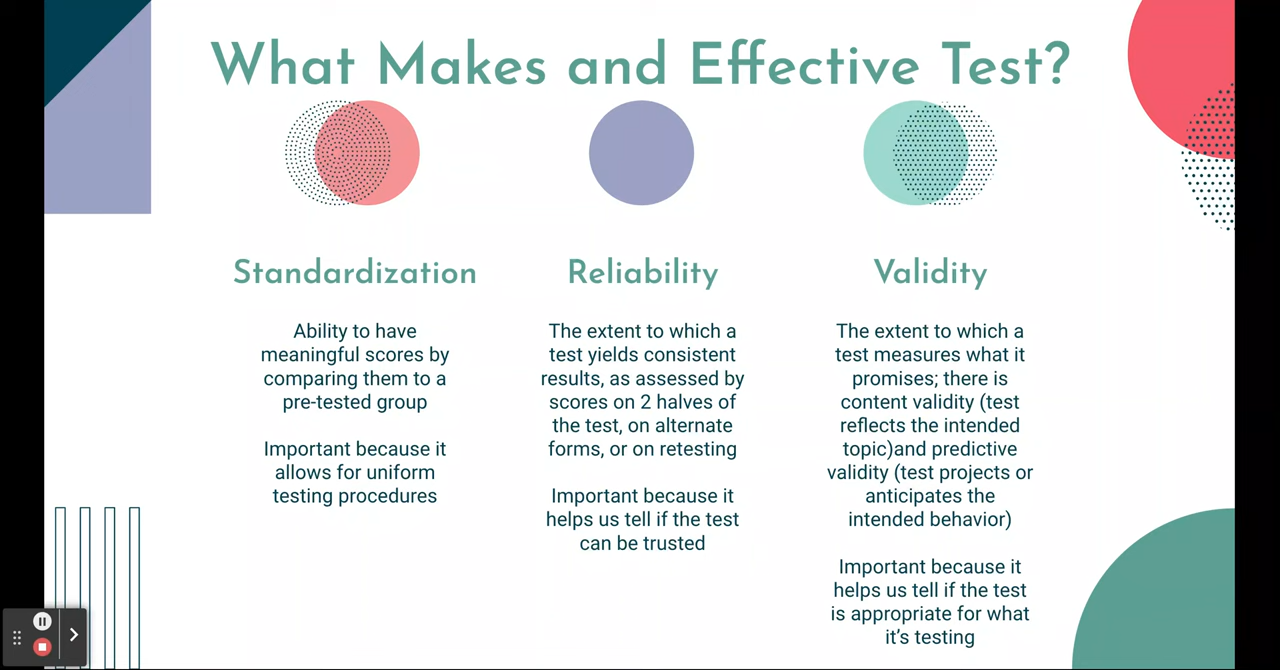 What Makes and Effective Test?
Standardization
Ability to have
meaningful scores by
comparing them to a
pre-tested group
Important because it
allows for uniform
testing procedures
Reliability
The extent to which a
test yields consistent
results, as assessed by
scores on 2 halves of
the test, on alternate
forms, or on retesting
Important because it
helps us tell if the test
can be trusted
Validity
The extent to which a
test measures what it
promises; there is
content validity (test
reflects the intended
topic)and predictive
validity (test projects or
anticipates the
intended behavior)
Important because it
helps us tell if the test
is appropriate for what
it’s testing